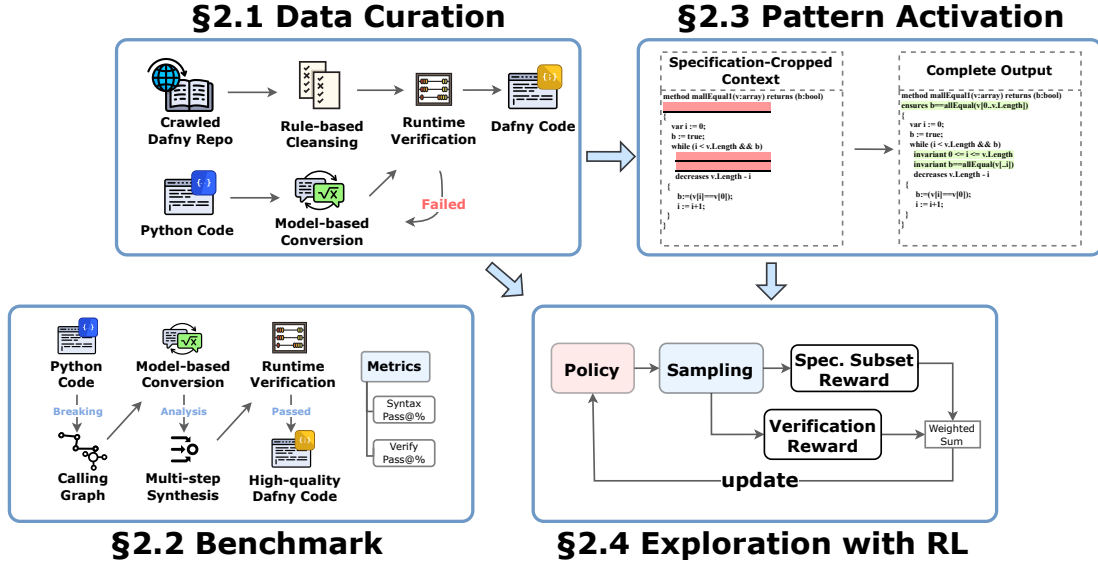 §2.1 Data Curation
Crawled
Dafny Repo
Rule-based
Cleansing
Runtime
Verification
Dafny Code
Python Code
Model-based
Conversion
Failed
§2.3 Pattern Activation
Specification-Cropped
Context
method mallEqual1(v:array) returns (b:bool)
{
var i := 0;
b := true;
while (i < v.Length && b)
decreases v.Length - i
{
b:=(v[i]==v[0]);
i := i+1;
}
}
Complete Output
method mallEqual1(v:array) returns (b:bool)
ensures b==allEqual(v[0..v.Length])
{
var i := 0;
b := true;
while (i < v.Length && b)
invariant 0 <= i <= v.Length
invariant b==allEqual(v[..i])
decreases v.Length - i
{
b:=(v[i]==v[0]);
i := i+1;
}
}
Python
Code
Model-based
Conversion
Runtime
Verification
Breaking
Analysis
Passed
Calling
Graph
Multi-step
Synthesis
High-quality
Dafny Code
Metrics
Syntax
Pass@%
Verify
Pass@%
§2.2 Benchmark
Policy
Sampling
Spec. Subset
Reward
Verification
Reward
Weighted
Sum
update
§2.4 Exploration with RL